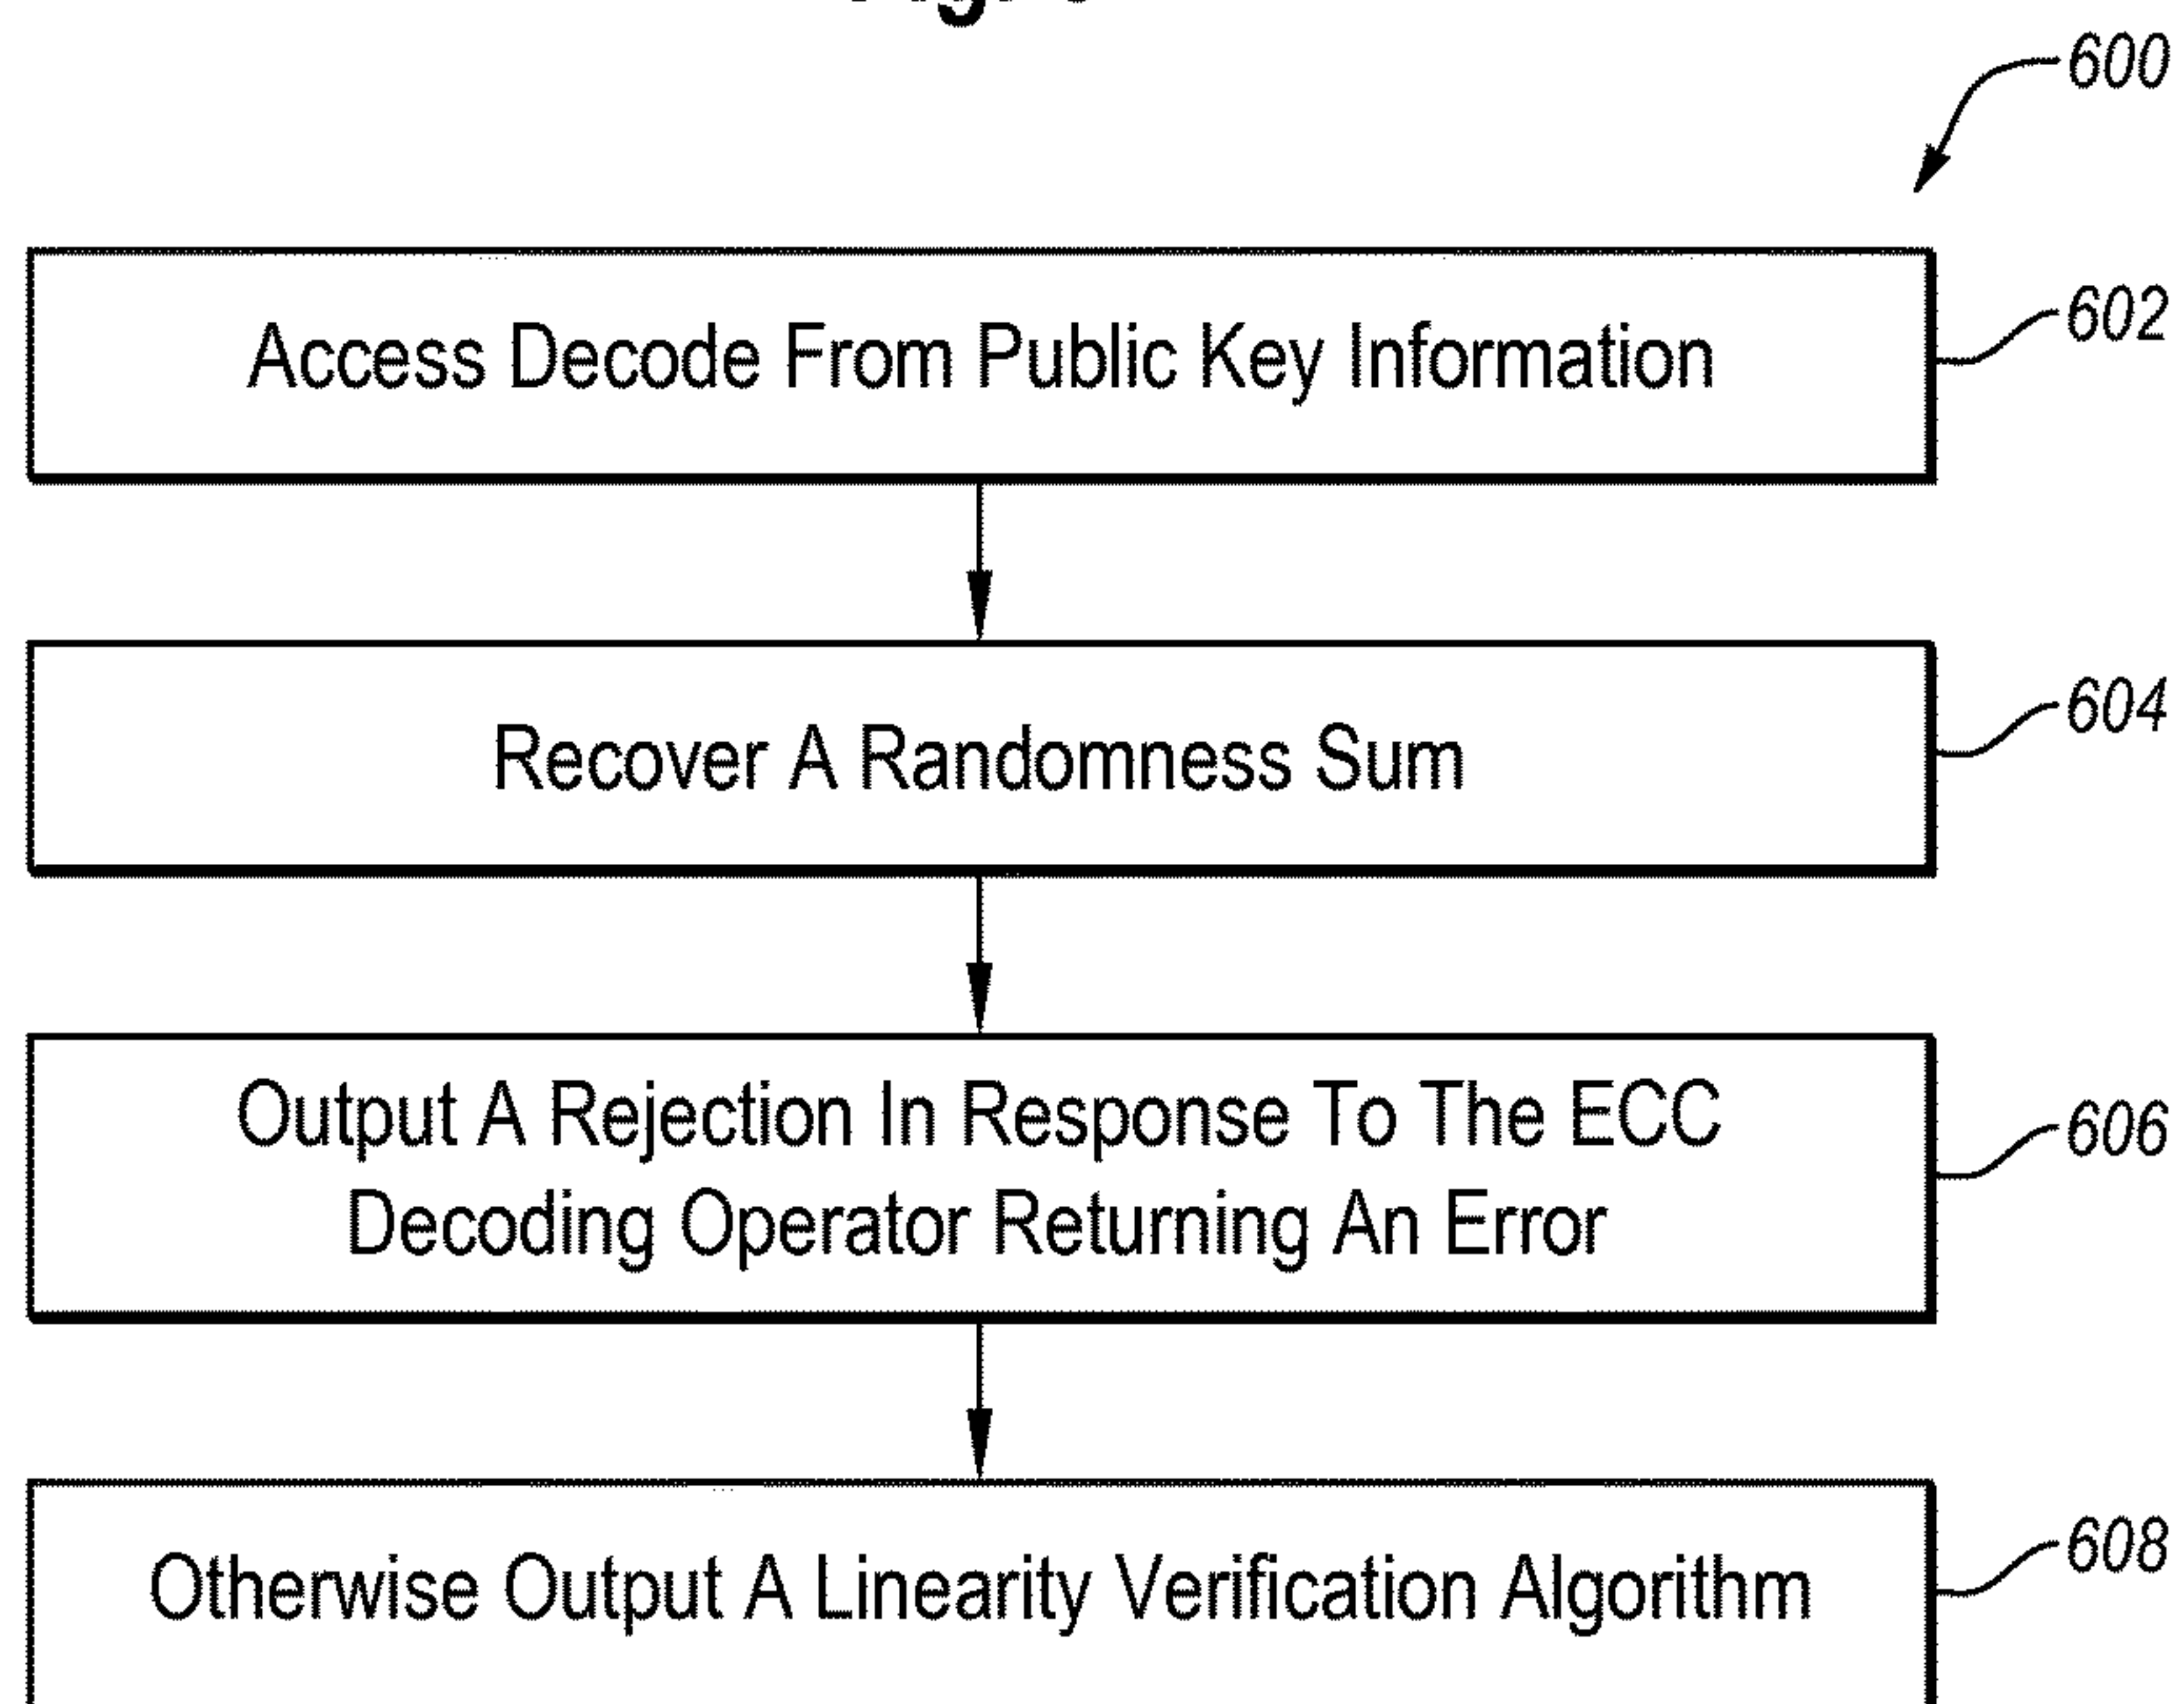 600
Access Decode From Public Key Information
602
Recover A Randomness Sum
604
Output A Rejection In Response To The ECC
Decoding Operator Returning An Error
606
Otherwise Output A Linearity Verification Algorithm
608